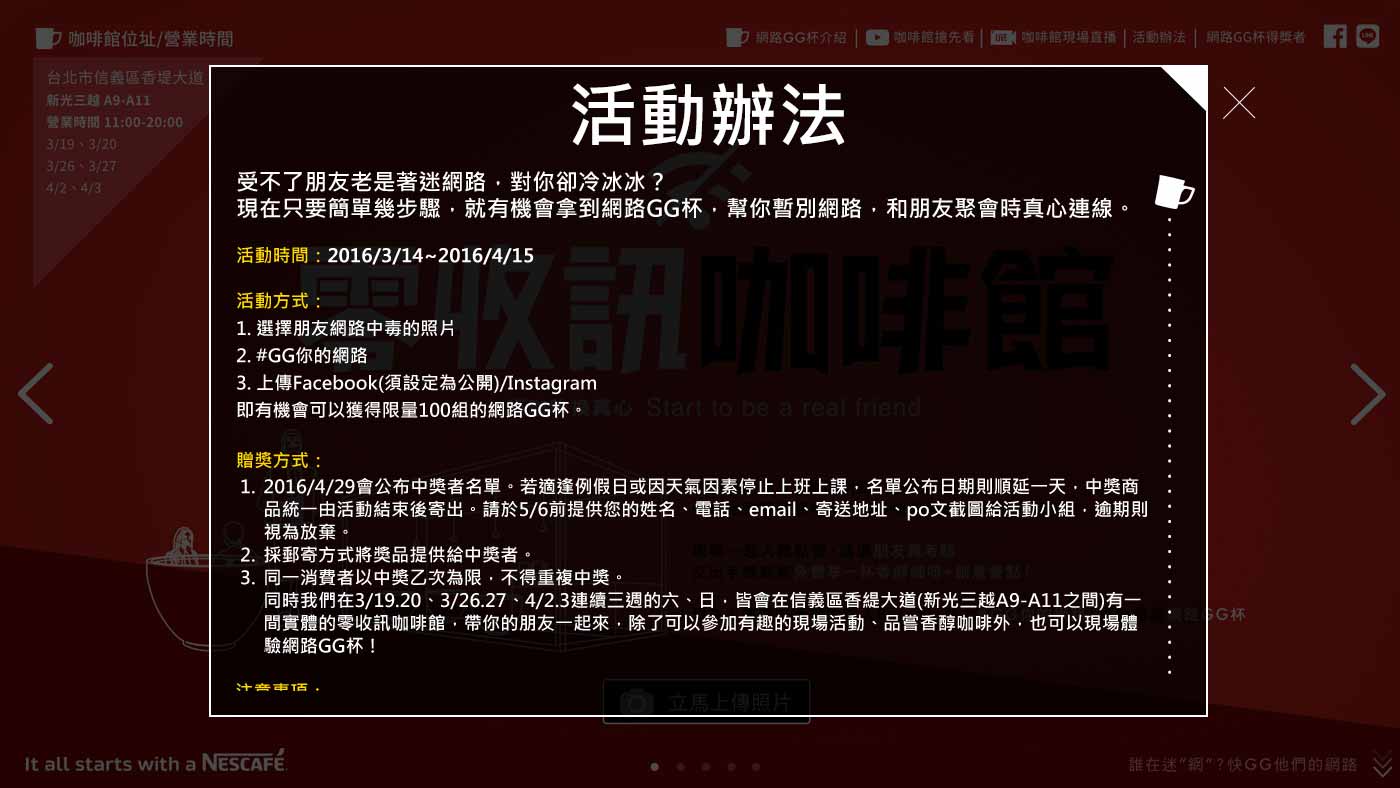 咖啡館位址/營業時間
網路GG杯介紹
咖啡館搶先看
LIVE
咖啡館現場直播
活動辦法
網路GG杯得獎者
台北市信義區香堤大道
新光三越 A9-A11
營業時間 11:00-20:00
3/19、3/20
3/26、3/27
4/2、4/3
活動辦法
受不了朋友老是著迷網路，對你卻冷冰冰？
現在只要簡單幾步驟，就有機會拿到網路GG杯，幫你暫別網路，和朋友聚會時真心連線。
活動時間：2016/3/14~2016/4/15
活動方式：
1. 選擇朋友網路中毒的照片
2. #GG你的網路
3. 上傳Facebook(須設定為公開)/Instagram
即有機會可以獲得限量100組的網路GG杯。
贈獎方式：
1. 2016/4/29會公布中獎者名單。若適逢例假日或因天氣因素停止上班上課，名單公布日期則順延一天，中獎商
品統一由活動結束後寄出。請於5/6前提供您的姓名、電話、email、寄送地址、po文截圖給活動小組，逾期則
視為放棄。
2. 採郵寄方式將獎品提供給中獎者。
3. 同一消費者以中獎乙次為限，不得重複中獎。
同時我們在3/19.20、3/26.27、4/2.3連續三週的六、日，皆會在信義區香緹大道(新光三越A9-A11之間)有一
間實體的零收訊咖啡館，帶你的朋友一起來，除了可以參加有趣的現場活動、品嘗香醇咖啡外，也可以現場體
驗網路GG杯！
注意事項：
零收訊咖啡館
真心 Start to be a real friend
GG杯
立馬上傳照片
It all starts with a NESCAFÉ
誰在迷"網"?快GG他們的網路